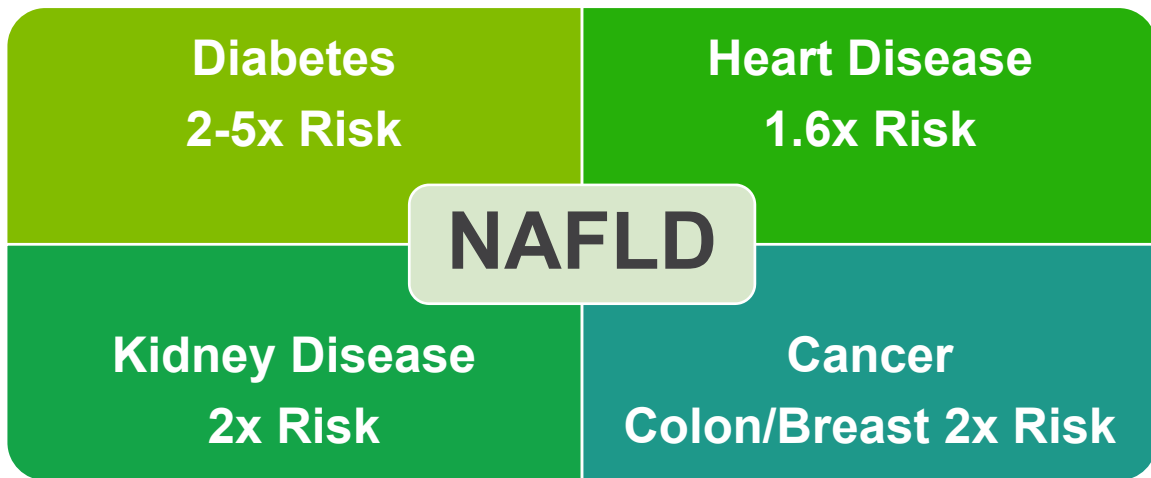 Diabetes
2-5x Risk
Heart Disease
1.6x Risk
NAFLD
Kidney Disease
2x Risk
Cancer
Colon/Breast 2x Risk